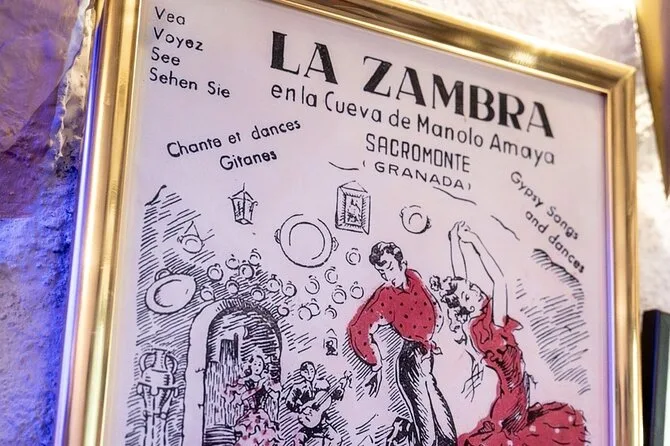 Vea
Voyez
See
Sehen Sie
LA ZAMBRA
en la Cueva de Manolo Amaya
SACROMONTE
(GRANADA)
Chants et dances
Gitanes
Gypsy Songs
and dances